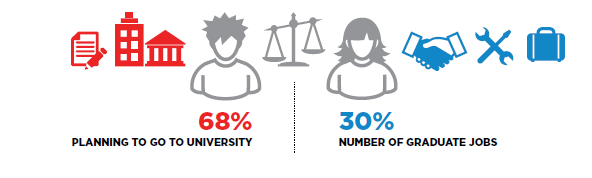 68%
PLANNING TO GO TO UNIVERSITY
30%
NUMBER OF GRADUATE JOBS